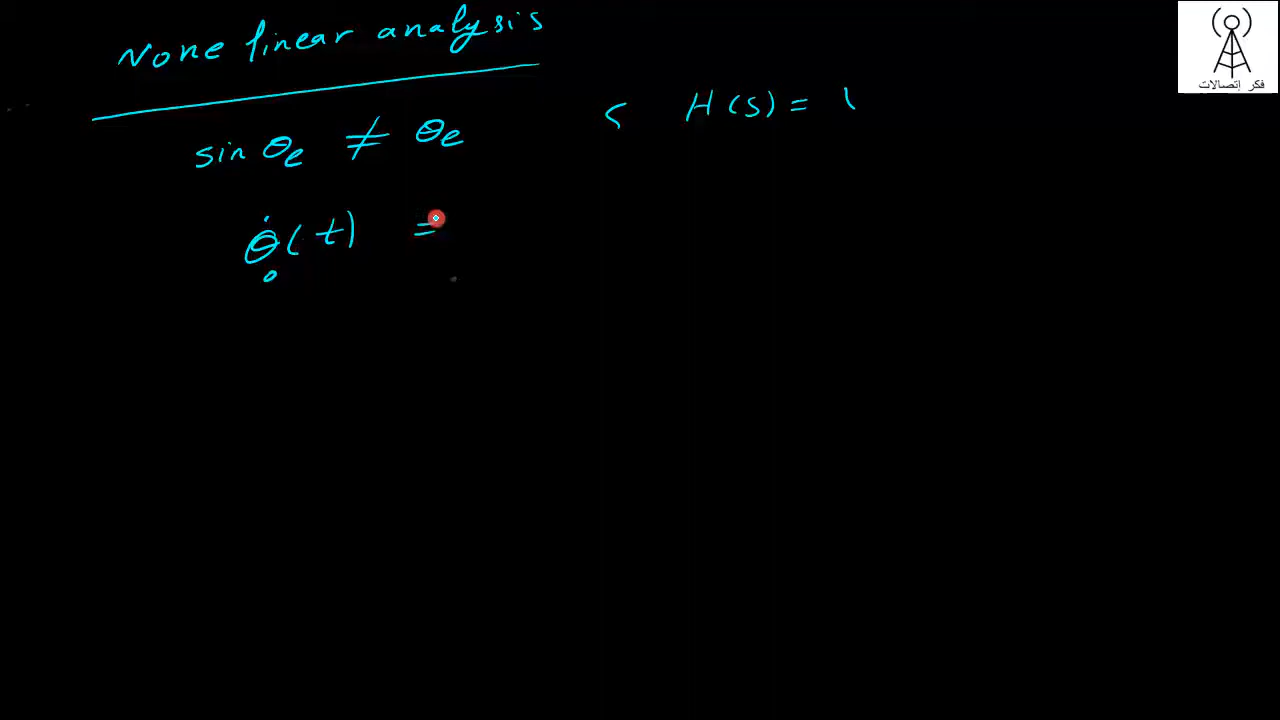 None linear analysis
sin θe ≠ θe
H(s) = 1
θ̇o(t) =
فكر إتصالات